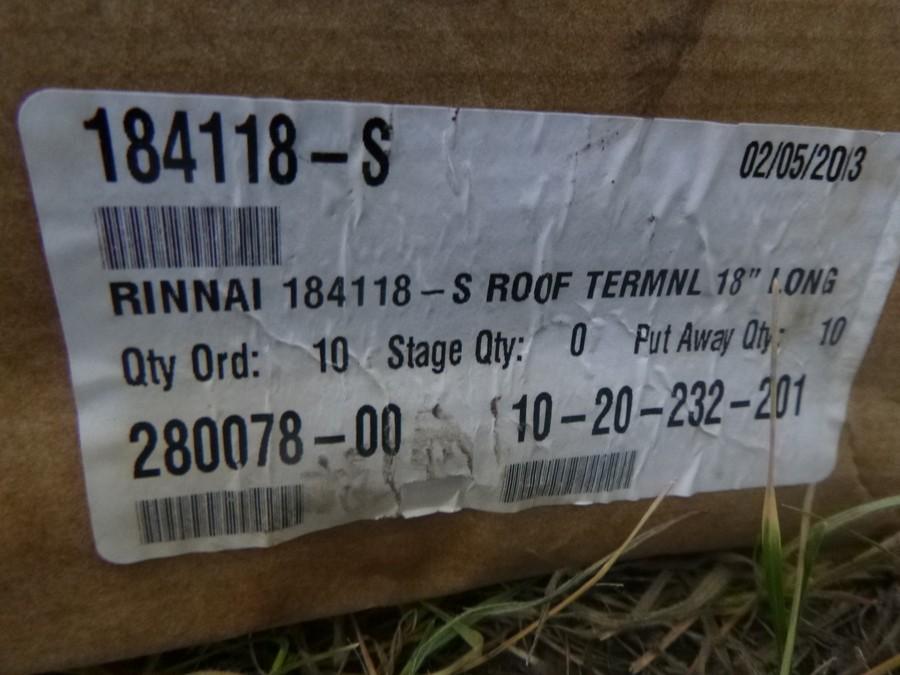 184118-S 02/05/2013
RINNAI 184118-S ROOF TERMNL 18" LONG
Qty Ord: 10 Stage Qty: 0 Put Away Qty: 10
280078-00 10-20-232-201